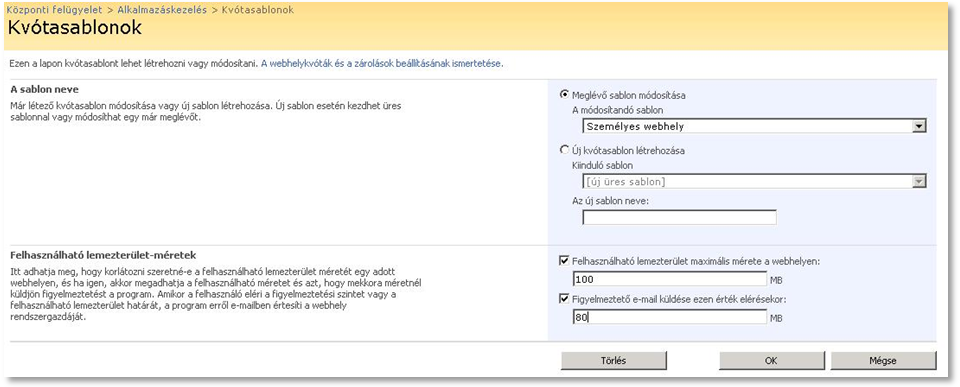 Központi felügyelet > Alkalmazáskezelés > Kvótasablonok
Kvótasablonok
Ezen a lapon kvótasablont lehet létrehozni vagy módosítani. A webhelykvóták és a zárolások beállításának ismertetése.
A sablon neve
Már létező kvótasablon módosítása vagy új sablon létrehozása. Új sablon esetén kezdhet üres
sablonnal vagy módosíthat egy már meglévőt.
Meglévő sablon módosítása
A módosítandó sablon
Személyes webhely
Új kvótasablon létrehozása
Kiinduló sablon
[új üres sablon]
Az új sablon neve:
Felhasználható lemezterület-méretek
Itt adhatja meg, hogy korlátozni szeretné-e a felhasználható lemezterület méretét egy adott
webhelyen, és ha igen, akkor megadhatja a felhasználható méretet és azt, hogy mekkora méretnél
küldjön figyelmeztetést a program. Amikor a felhasználó eléri a figyelmeztetési szintet vagy a
felhasználható lemezterület határát, a program erről e-mailben értesíti a webhely
rendszergazdáját.
Felhasználható lemezterület maximális mérete a webhelyen:
100 MB
Figyelmeztető e-mail küldése ezen érték elérésekor:
80 MB
Törlés OK Mégse